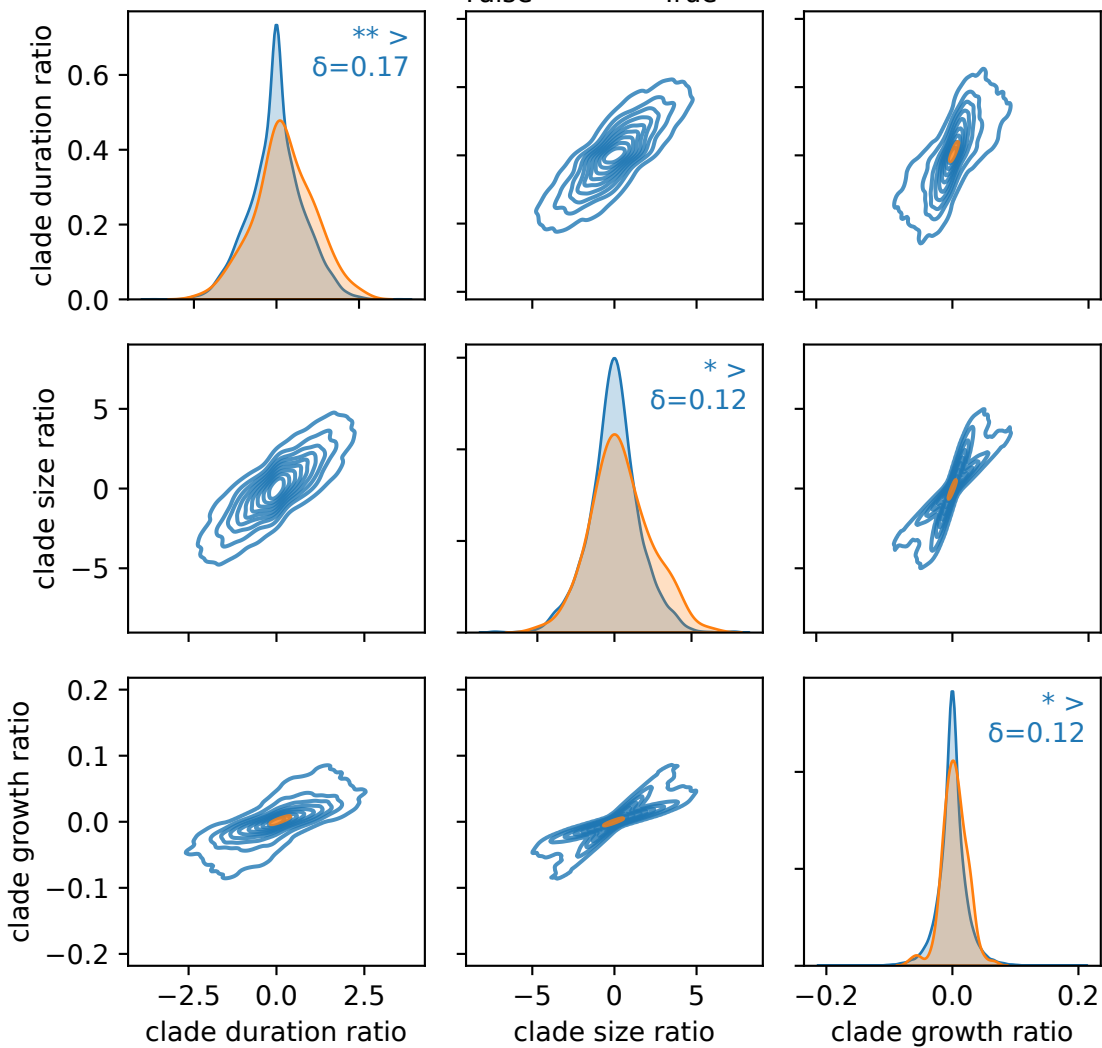 False True
clade duration ratio
0.6
0.4
0.2
0.0
** >
δ=0.17
clade size ratio
5
0
−5
* >
δ=0.12
clade growth ratio
0.2
0.1
0.0
−0.1
−0.2
* >
δ=0.12
−2.5 0.0 2.5
−5 0 5
−0.2 0.0 0.2
clade duration ratio
clade size ratio
clade growth ratio